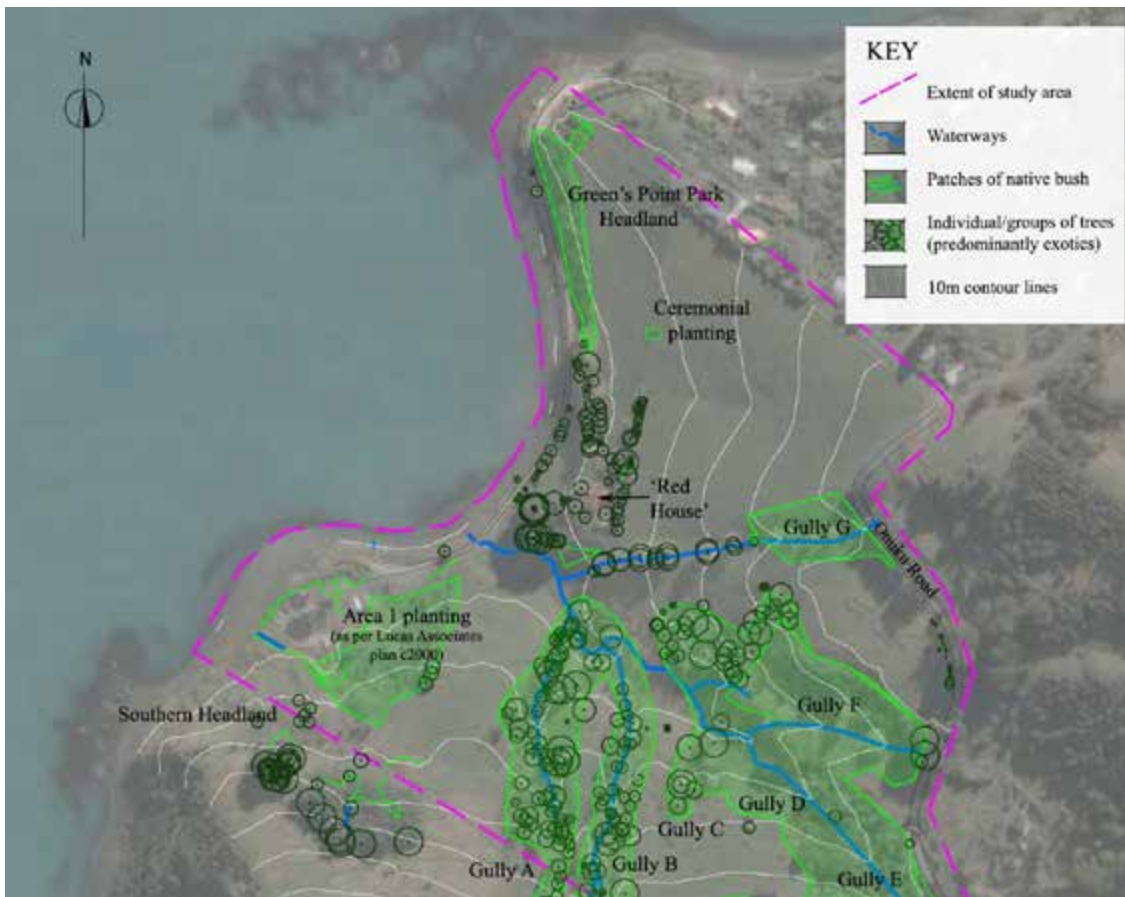 N
KEY
Extent of study area
Waterways
Patches of native bush
Individual/groups of trees
(predominantly exotics)
10m contour lines
Green's Point Park
Headland
Ceremonial
planting
'Red
House'
Gully G
Onuku Road
Area 1 planting
(as per Lucas Associates
plan c2000)
Southern Headland
Gully F
Gully D
Gully C
Gully A
Gully B
Gully E